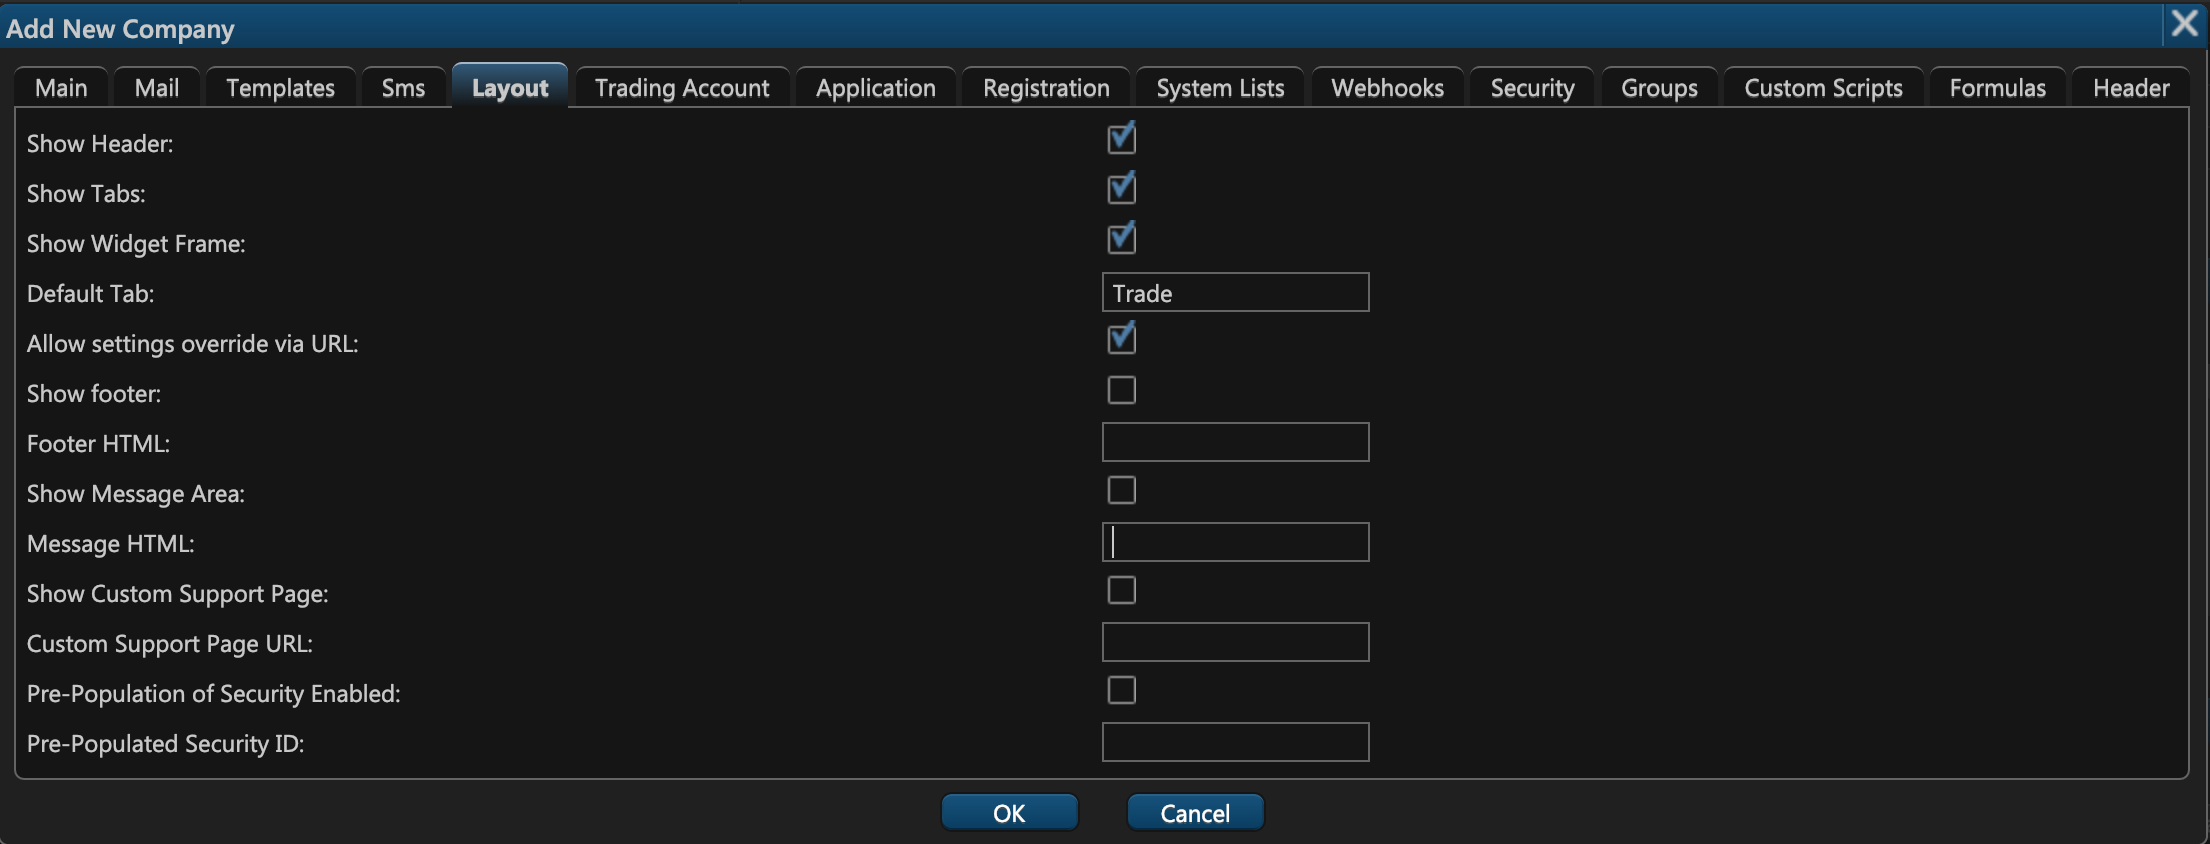 Add New Company
Main Mail Templates Sms Layout Trading Account Application Registration System Lists Webhooks Security Groups Custom Scripts Formulas Header
Show Header:
Show Tabs:
Show Widget Frame:
Default Tab: Trade
Allow settings override via URL:
Show footer:
Footer HTML:
Show Message Area:
Message HTML:
Show Custom Support Page:
Custom Support Page URL:
Pre-Population of Security Enabled:
Pre-Populated Security ID:
OK Cancel